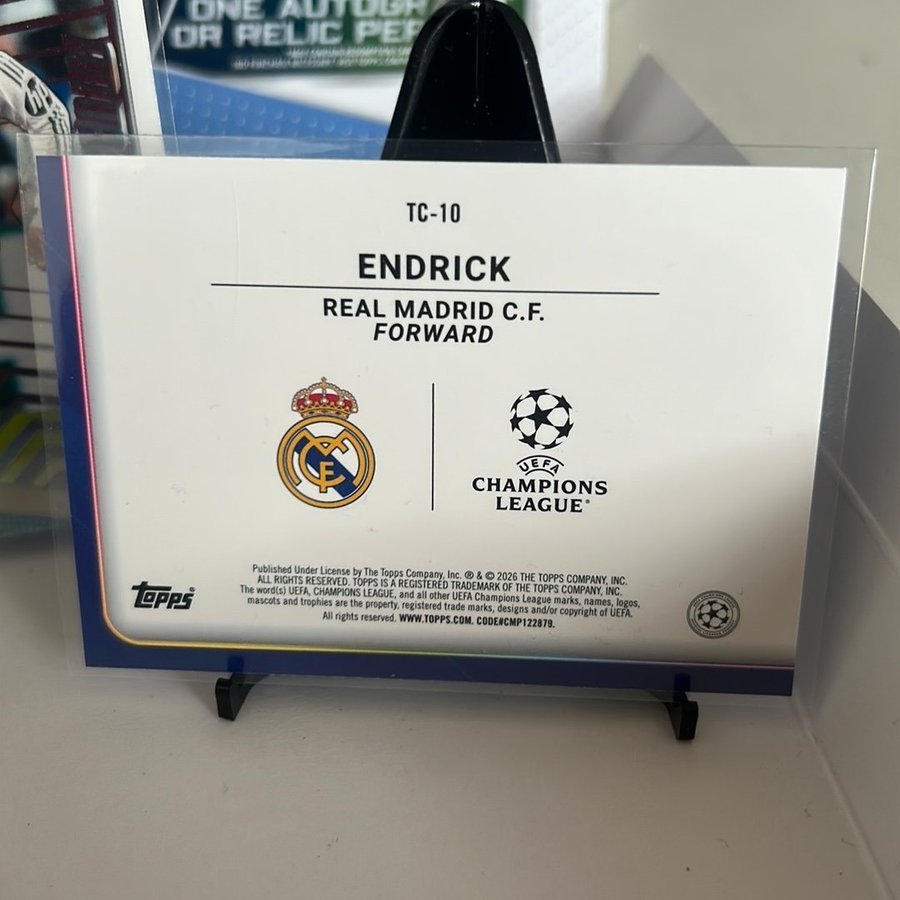 ONE AUTOGR
OR RELIC PER
TC-10
ENDRICK
REAL MADRID C.F.
FORWARD
UEFA
CHAMPIONS
LEAGUE®
Published Under License by The Topps Company, Inc. ® & © 2026 THE TOPPS COMPANY, INC.
ALL RIGHTS RESERVED. TOPPS IS A REGISTERED TRADEMARK OF THE TOPPS COMPANY, INC.
The word(s) UEFA, CHAMPIONS LEAGUE, and all other UEFA Champions League marks, names, logos,
mascots and trophies are the property, registered trade marks, designs and/or copyright of UEFA.
All rights reserved. WWW.TOPPS.COM. CODE#CMP122879.
Topps®